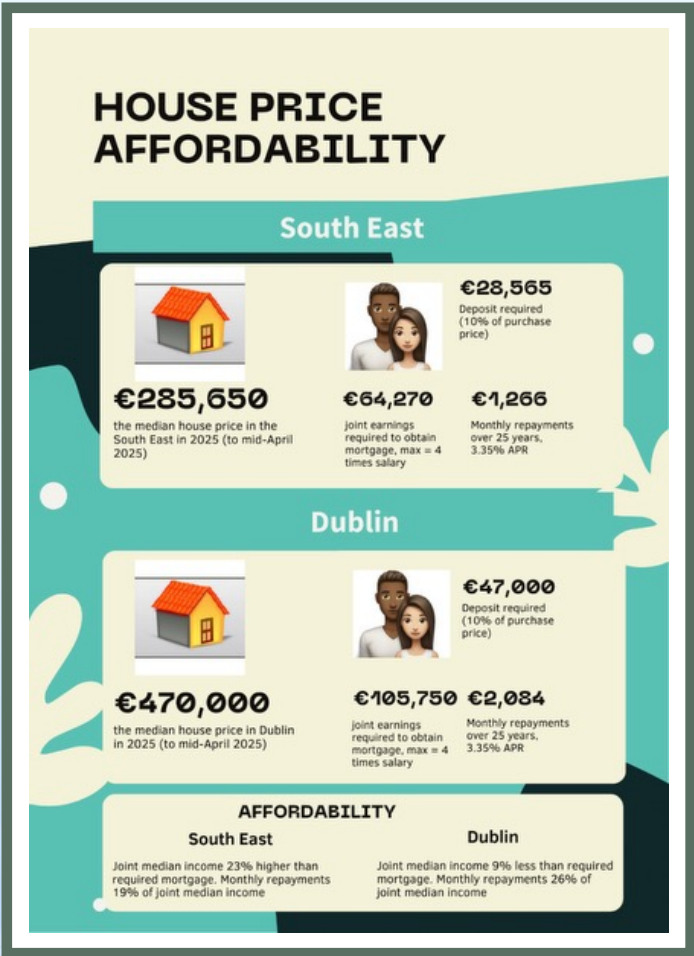 HOUSE PRICE
AFFORDABILITY
South East
€28,565
Deposit required
(10% of purchase
price)
€285,650
the median house price in the
South East in 2025 (to mid-April
2025)
€64,270
joint earnings
required to obtain
mortgage, max = 4
times salary
€1,266
Monthly repayments
over 25 years,
3.35% APR
Dublin
€47,000
Deposit required
(10% of purchase
price)
€470,000
the median house price in Dublin
in 2025 (to mid-April 2025)
€105,750
joint earnings
required to obtain
mortgage, max = 4
times salary
€2,084
Monthly repayments
over 25 years,
3.35% APR
AFFORDABILITY
South East
Joint median income 23% higher than
required mortgage. Monthly repayments
19% of joint median income
Dublin
Joint median income 9% less than required
mortgage. Monthly repayments 26% of
joint median income